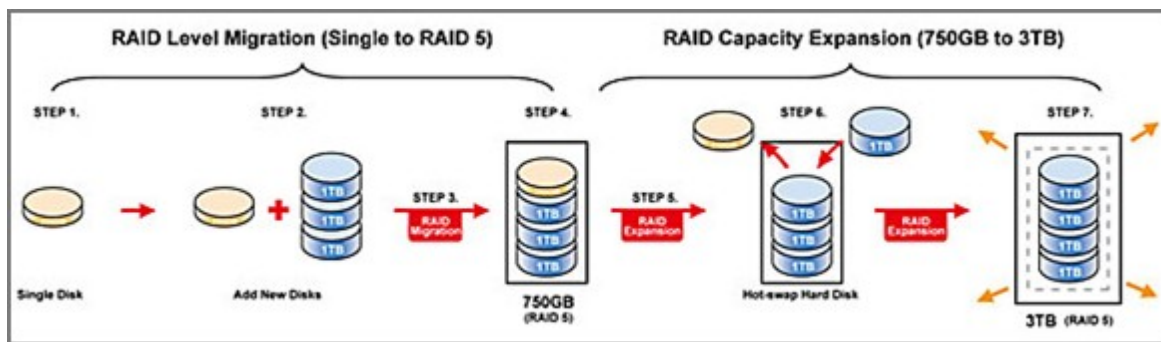 RAID Level Migration (Single to RAID 5)
RAID Capacity Expansion (750GB to 3TB)
STEP 1.
Single Disk
STEP 2.
1TB
1TB
1TB
Add New Disks
STEP 3.
RAID
Migration
STEP 4.
1TB
1TB
1TB
750GB
(RAID 5)
STEP 5.
RAID
Expansion
STEP 6.
1TB
1TB
1TB
1TB
Hot-swap Hard Disk
RAID
Expansion
STEP 7.
1TB
1TB
1TB
1TB
3TB (RAID 5)